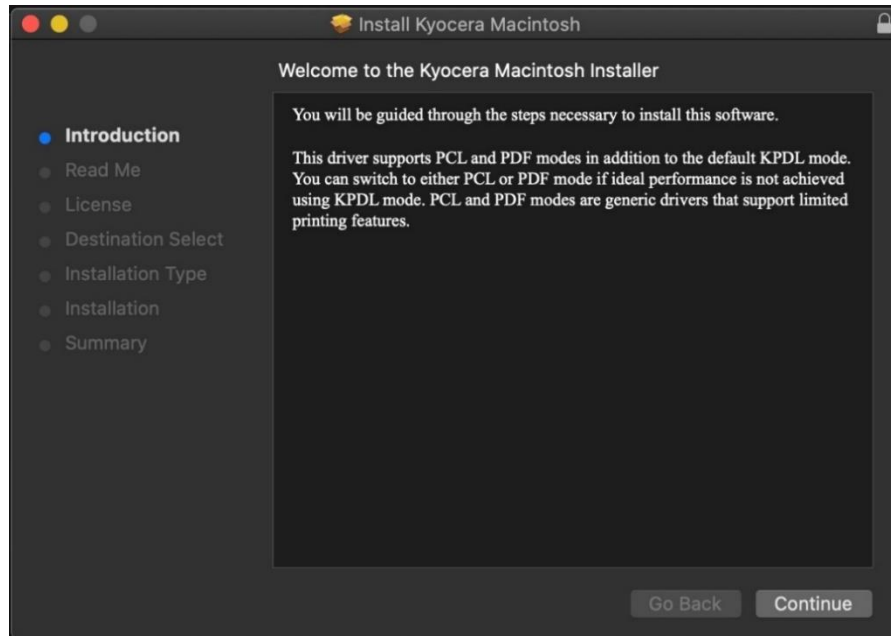 Install Kyocera Macintosh
Welcome to the Kyocera Macintosh Installer
Introduction
Read Me
License
Destination Select
Installation Type
Installation
Summary
You will be guided through the steps necessary to install this software.
This driver supports PCL and PDF modes in addition to the default KPDL mode.
You can switch to either PCL or PDF mode if ideal performance is not achieved
using KPDL mode. PCL and PDF modes are generic drivers that support limited
printing features.
Go Back
Continue